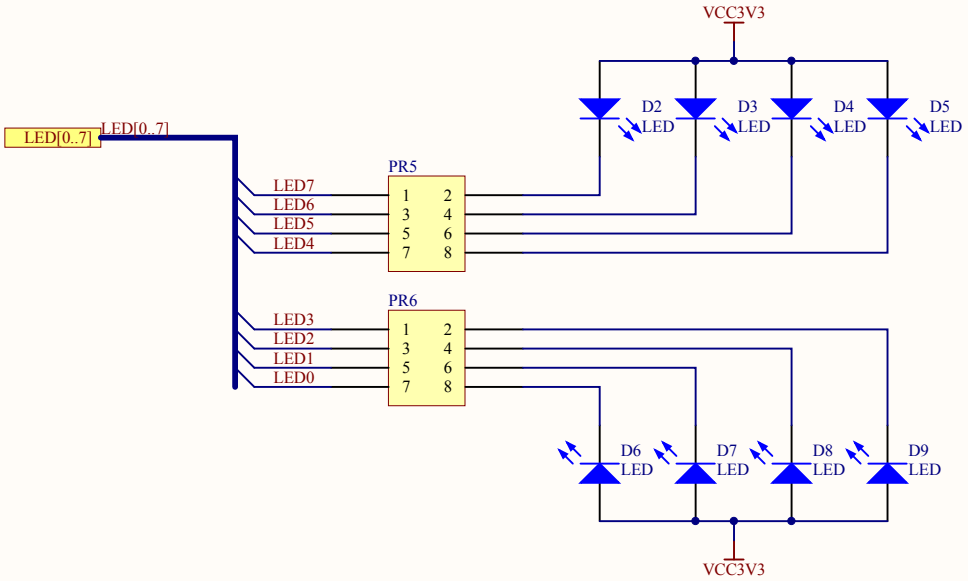 VCC3V3
D2
LED
D3
LED
D4
LED
D5
LED
LED[0..7]
LED[0..7]
PR5
LED7
1
2
LED6
3
4
LED5
5
6
LED4
7
8
PR6
LED3
1
2
LED2
3
4
LED1
5
6
LED0
7
8
D6
LED
D7
LED
D8
LED
D9
LED
VCC3V3